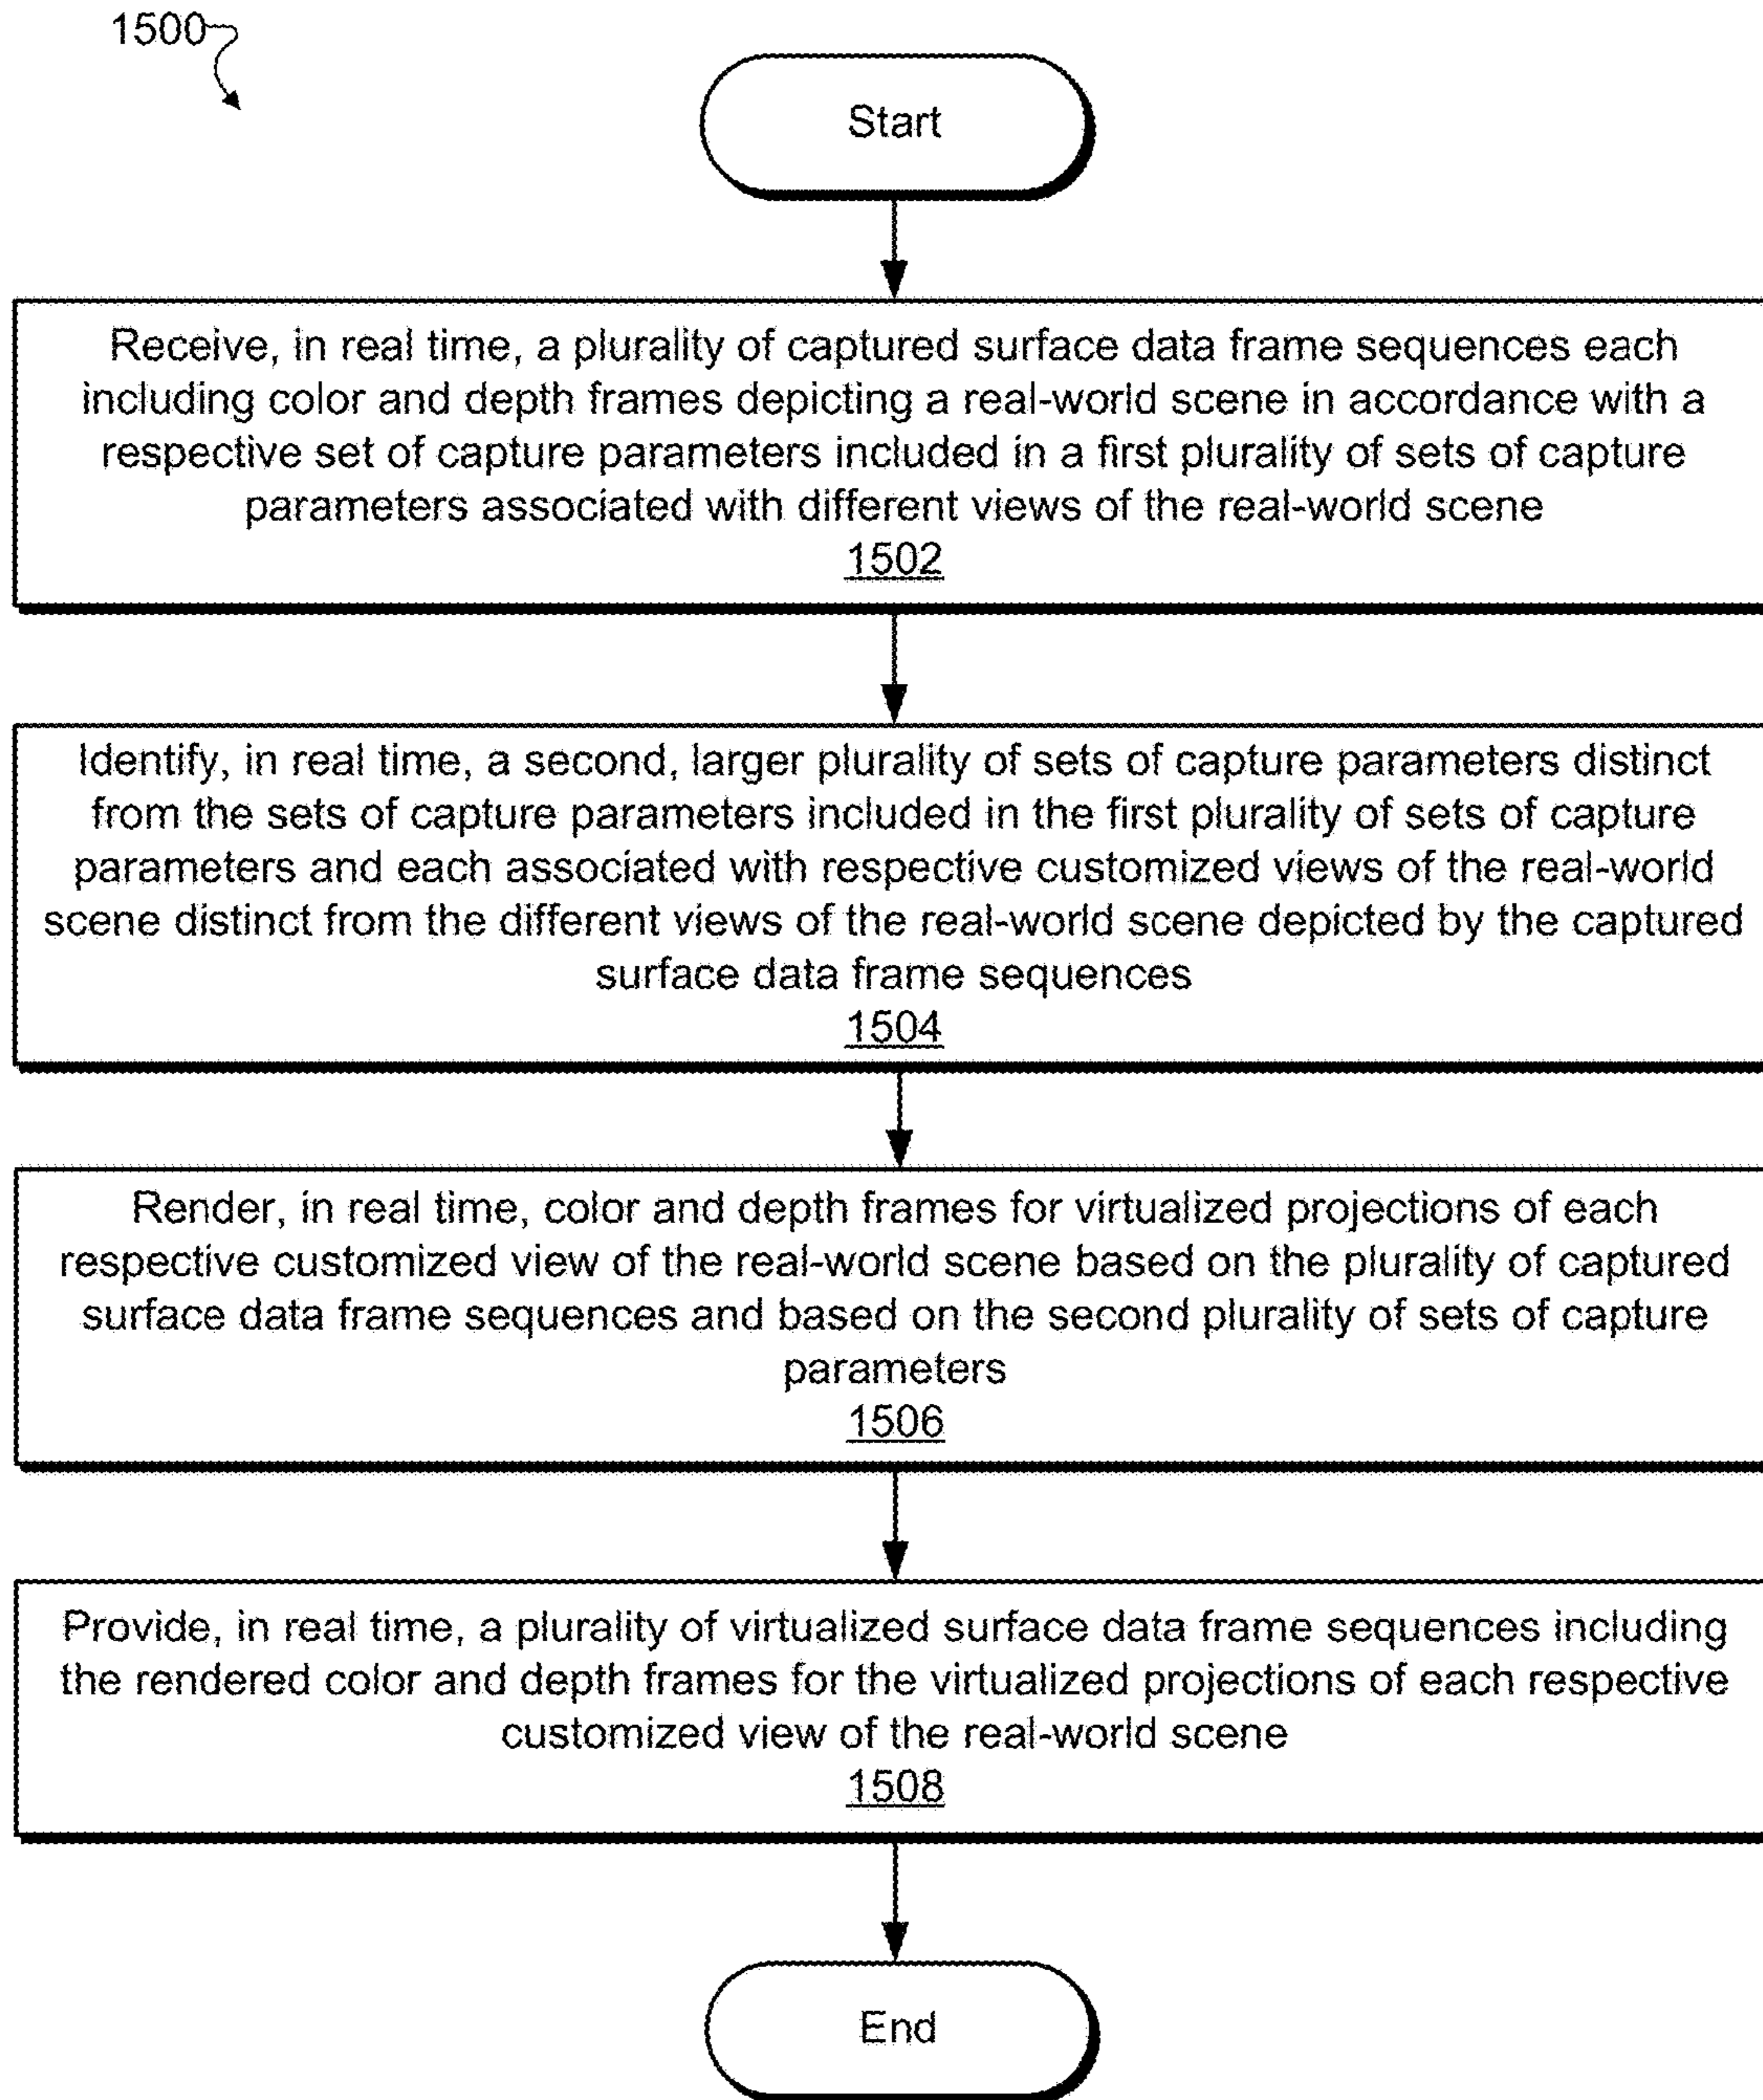 1500
Start
Receive, in real time, a plurality of captured surface data frame sequences each
including color and depth frames depicting a real-world scene in accordance with a
respective set of capture parameters included in a first plurality of sets of capture
parameters associated with different views of the real-world scene
1502
Identify, in real time, a second, larger plurality of sets of capture parameters distinct
from the sets of capture parameters included in the first plurality of sets of capture
parameters and each associated with respective customized views of the real-world
scene distinct from the different views of the real-world scene depicted by the captured
surface data frame sequences
1504
Render, in real time, color and depth frames for virtualized projections of each
respective customized view of the real-world scene based on the plurality of captured
surface data frame sequences and based on the second plurality of sets of capture
parameters
1506
Provide, in real time, a plurality of virtualized surface data frame sequences including
the rendered color and depth frames for the virtualized projections of each respective
customized view of the real-world scene
1508
End